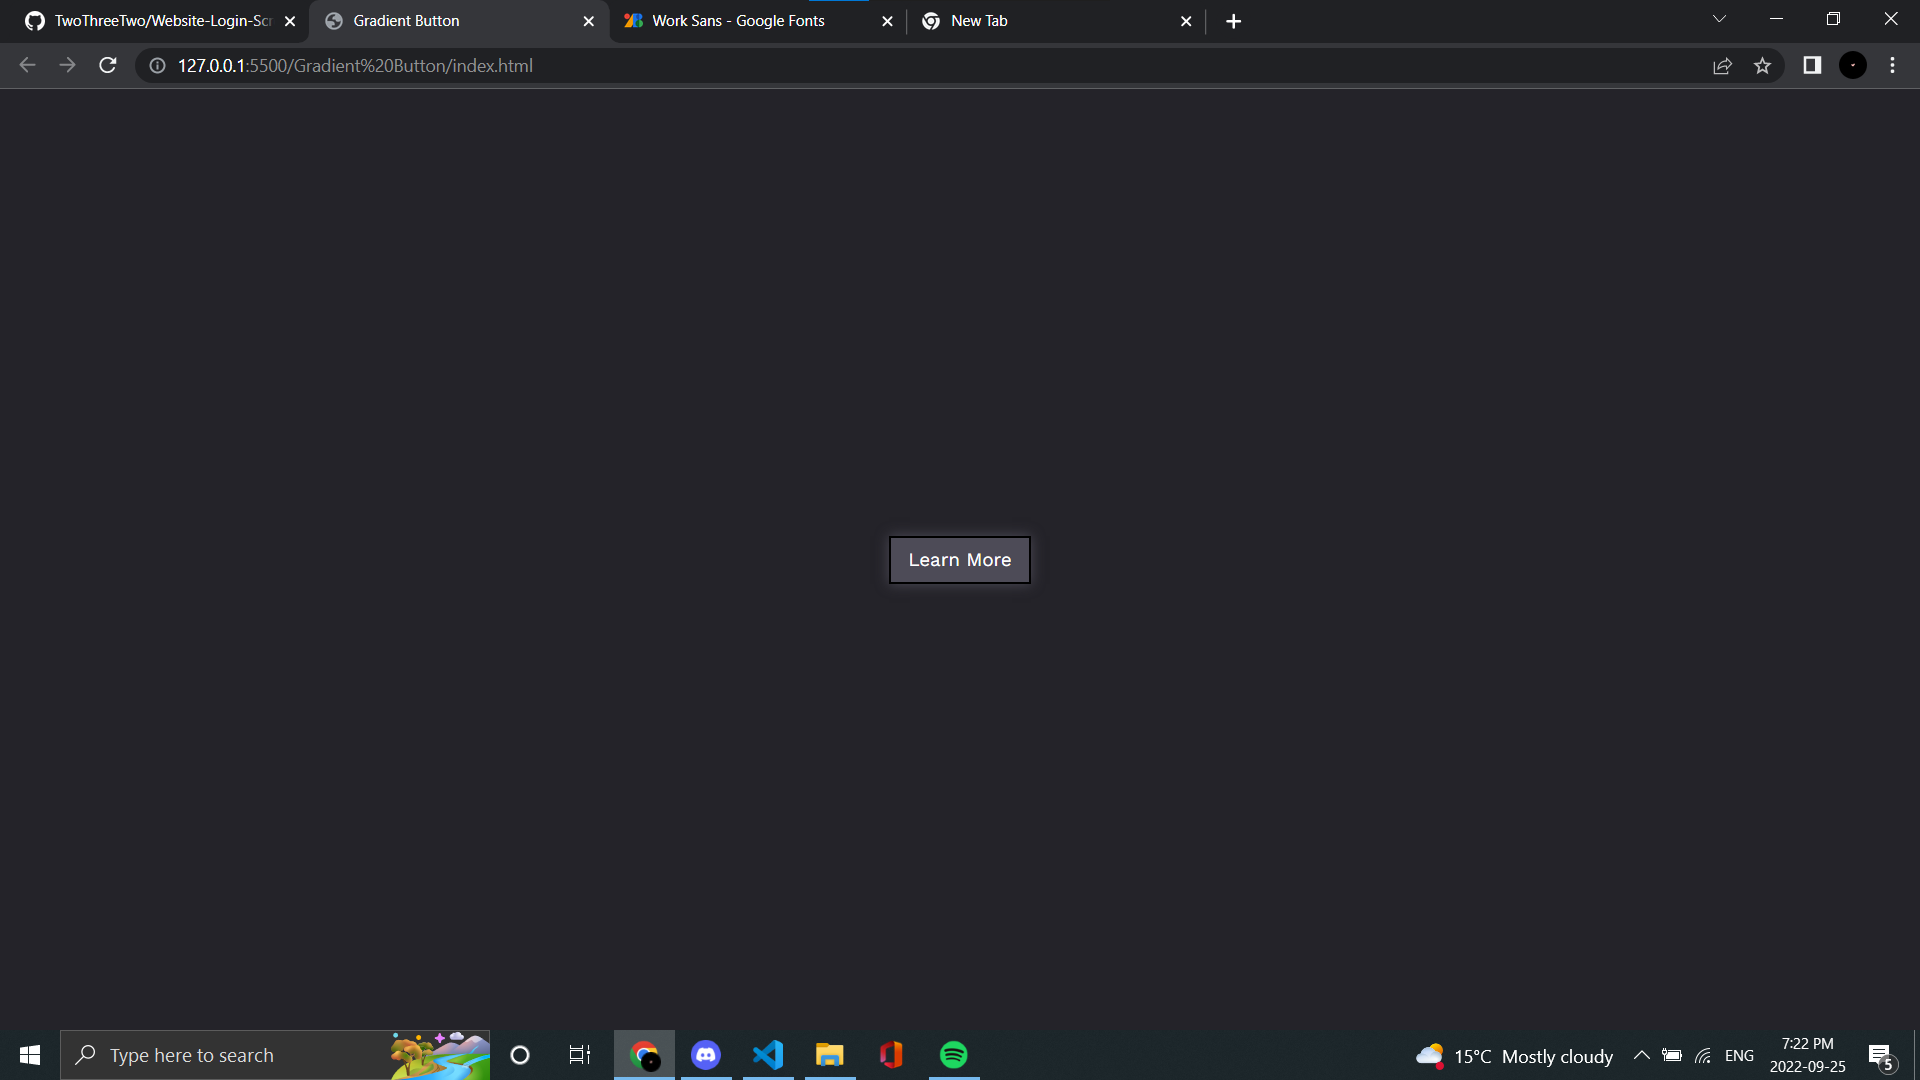 TwoThreeTwo/Website-Login-Scr
Gradient Button
Work Sans - Google Fonts
New Tab
127.0.0.1:5500/Gradient%20Button/index.html
Learn More
Type here to search
15°C Mostly cloudy
ENG
7:22 PM
2022-09-25
5